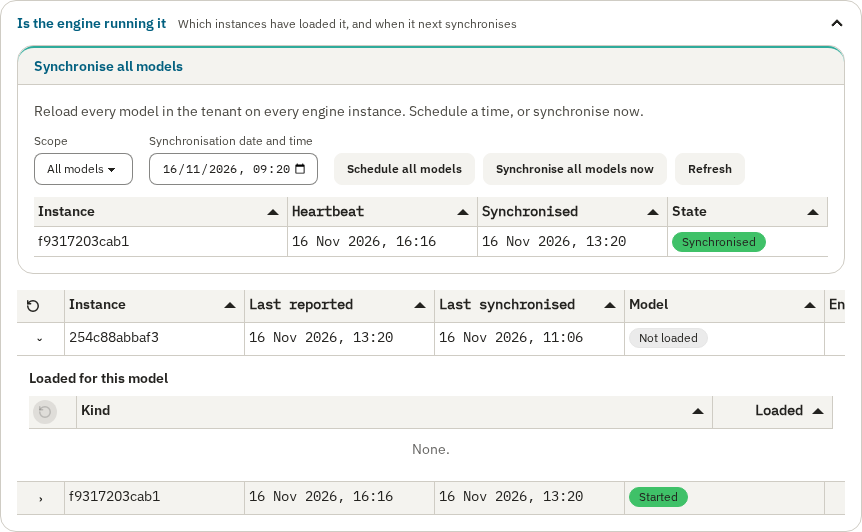 Is the engine running it Which instances have loaded it, and when it next synchronises
Synchronise all models
Reload every model in the tenant on every engine instance. Schedule a time, or synchronise now.
Scope Synchronisation date and time
All models 16/11/2026, 09:20 Schedule all models Synchronise all models now Refresh
Instance Heartbeat Synchronised State
f9317203cab1 16 Nov 2026, 16:16 16 Nov 2026, 13:20 Synchronised
Instance Last reported Last synchronised Model En
254c88abbaf3 16 Nov 2026, 13:20 16 Nov 2026, 11:06 Not loaded
Loaded for this model
Kind Loaded
None.
f9317203cab1 16 Nov 2026, 16:16 16 Nov 2026, 13:20 Started